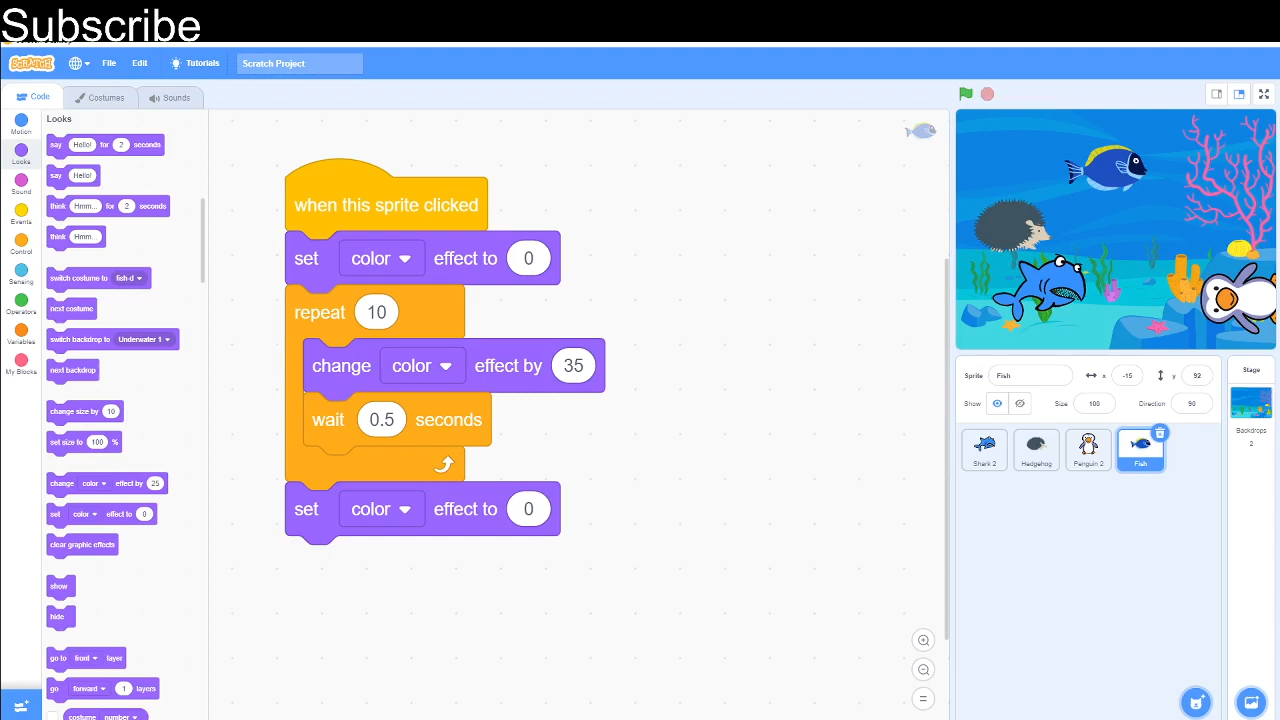 Subscribe
SCRATCH
File
Edit
Tutorials
Scratch Project
Code
Costumes
Sounds
Motion
Looks
Sound
Events
Control
Sensing
Operators
Variables
My Blocks
Looks
say Hello! for 2 seconds
say Hello!
think Hmm... for 2 seconds
think Hmm...
switch costume to fish-d
next costume
switch backdrop to Underwater 1
next backdrop
change size by 10
set size to 100 %
change color effect by 25
set color effect to 0
clear graphic effects
show
hide
go to front layer
go forward 1 layers
costume number
when this sprite clicked
set color effect to 0
repeat 10
change color effect by 35
wait 0.5 seconds
set color effect to 0
Sprite Fish x -15 y 92
Show Size 100 Direction 90
Shark 2
Hedgehog
Penguin 2
Fish
Stage
Backdrops
2